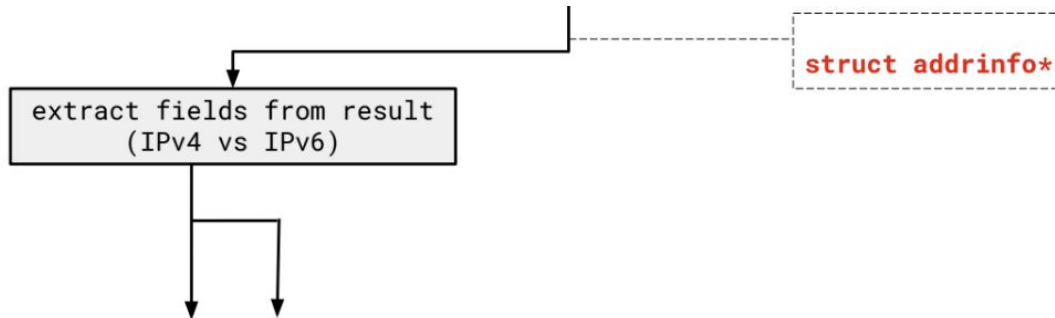 struct addrinfo*
extract fields from result
(IPv4 vs IPv6)